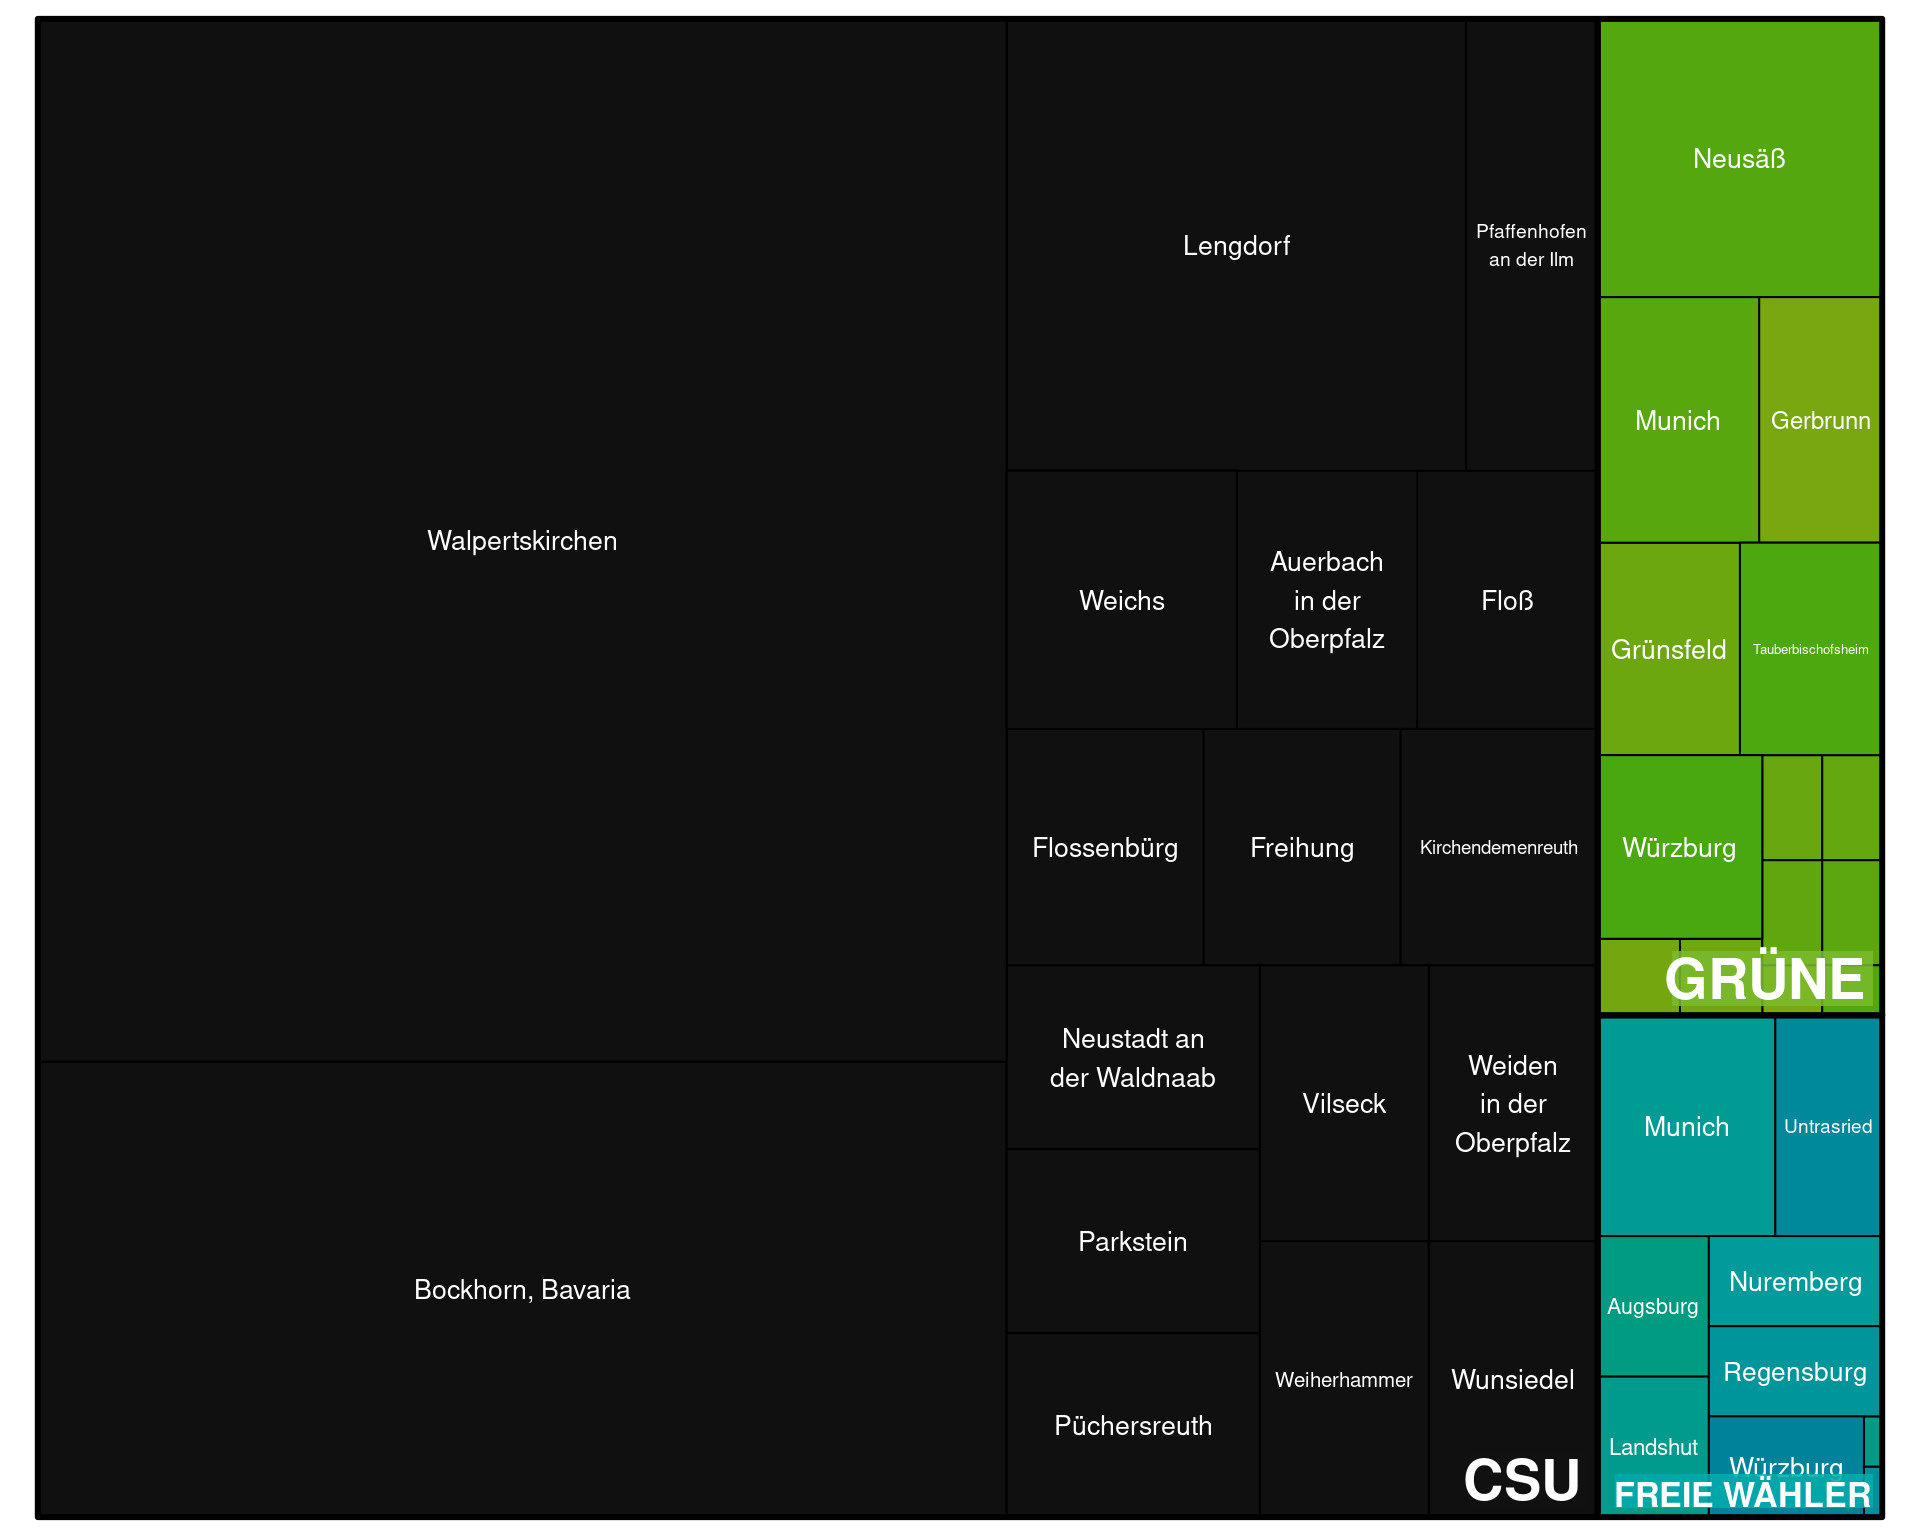 Walpertskirchen
Bockhorn, Bavaria
Lengdorf
Pfaffenhofen
an der Ilm
Weichs
Auerbach
in der
Oberpfalz
Floß
Flossenbürg
Freihung
Kirchendemenreuth
Neustadt an
der Waldnaab
Parkstein
Püchersreuth
Vilseck
Weiden
in der
Oberpfalz
Weiherhammer
Wunsiedel
CSU
Neusäß
Munich
Gerbrunn
Grünsfeld
Tauberbischofsheim
Würzburg
GRÜNE
Munich
Untrasried
Augsburg
Nuremberg
Regensburg
Landshut
Würzburg
FREIE WÄHLER